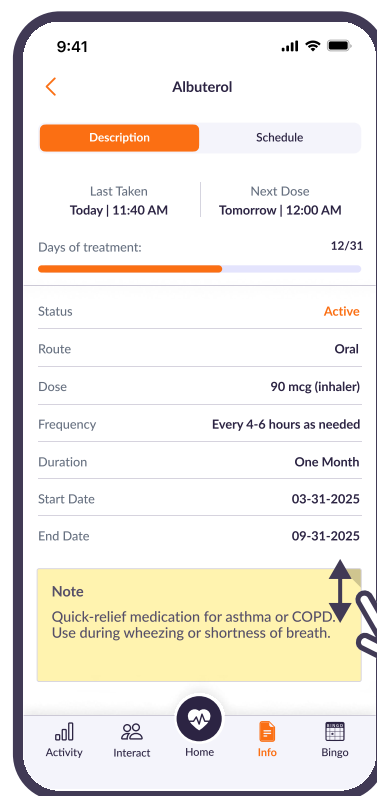 9:41
Albuterol
Description Schedule
Last Taken Next Dose
Today | 11:40 AM Tomorrow | 12:00 AM
Days of treatment: 12/31
Status Active
Route Oral
Dose 90 mcg (inhaler)
Frequency Every 4-6 hours as needed
Duration One Month
Start Date 03-31-2025
End Date 09-31-2025
Note
Quick-relief medication for asthma or COPD.
Use during wheezing or shortness of breath.
BINGO
Activity Interact Home Info Bingo